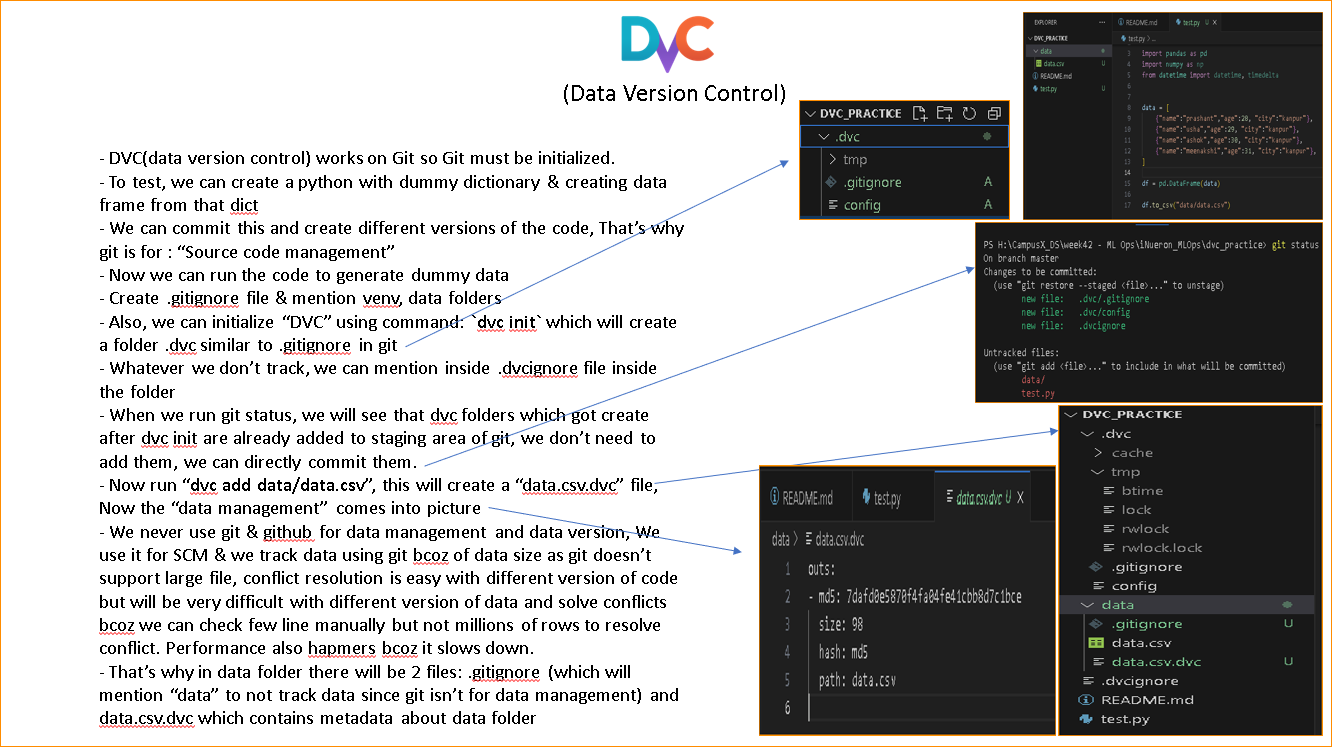 DVC
(Data Version Control)
- DVC(data version control) works on Git so Git must be initialized.
- To test, we can create a python with dummy dictionary & creating data
frame from that dict
- We can commit this and create different versions of the code, That’s why
git is for : “Source code management”
- Now we can run the code to generate dummy data
- Create .gitignore file & mention venv, data folders
- Also, we can initialize “DVC” using command: `dvc init` which will create
a folder .dvc similar to .gitignore in git
- Whatever we don’t track, we can mention inside .dvcignore file inside
the folder
- When we run git status, we will see that dvc folders which got create
after dvc init are already added to staging area of git, we don’t need to
add them, we can directly commit them.
- Now run “dvc add data/data.csv”, this will create a “data.csv.dvc” file,
Now the “data management” comes into picture
- We never use git & github for data management and data version, We
use it for SCM & we track data using git bcoz of data size as git doesn’t
support large file, conflict resolution is easy with different version of code
but will be very difficult with different version of data and solve conflicts
bcoz we can check few line manually but not millions of rows to resolve
conflict. Performance also hapmers bcoz it slows down.
- That’s why in data folder there will be 2 files: .gitignore (which will
mention “data” to not track data since git isn’t for data management) and
data.csv.dvc which contains metadata about data folder
DVC_PRACTICE
.dvc
tmp
.gitignore A
config A
EXPLORER ...
DVC_PRACTICE
data
data.csv U
README.md
test.py U
README.md test.py U X
test.py > ...
3 import pandas as pd
4 import numpy as np
5 from datetime import datetime, timedelta
6
7
8 data = [
9 {"name":"prashant","age":28, "city":"kanpur"},
10 {"name":"usha","age":29, "city":"kanpur"},
11 {"name":"ashok","age":30, "city":"kanpur"},
12 {"name":"meenakshi","age":31, "city":"kanpur"},
13 ]
14
15 df = pd.DataFrame(data)
16
17 df.to_csv("data/data.csv")
PS H:\CampusX_DS\week42 - ML Ops\iNueron_MLOps\dvc_practice> git status
On branch master
Changes to be committed:
(use "git restore --staged <file>..." to unstage)
new file: .dvc/.gitignore
new file: .dvc/config
new file: .dvcignore
Untracked files:
(use "git add <file>..." to include in what will be committed)
data/
test.py
README.md test.py data.csv.dvc U X
data > data.csv.dvc
1 outs:
2 - md5: 7dafd0e5870f4fa04fe41cbb8d7c1bce
3 size: 98
4 hash: md5
5 path: data.csv
6
DVC_PRACTICE
.dvc
cache
tmp
btime
lock
rwlock
rwlock.lock
.gitignore
config
data
.gitignore U
data.csv
data.csv.dvc U
.dvcignore
README.md
test.py